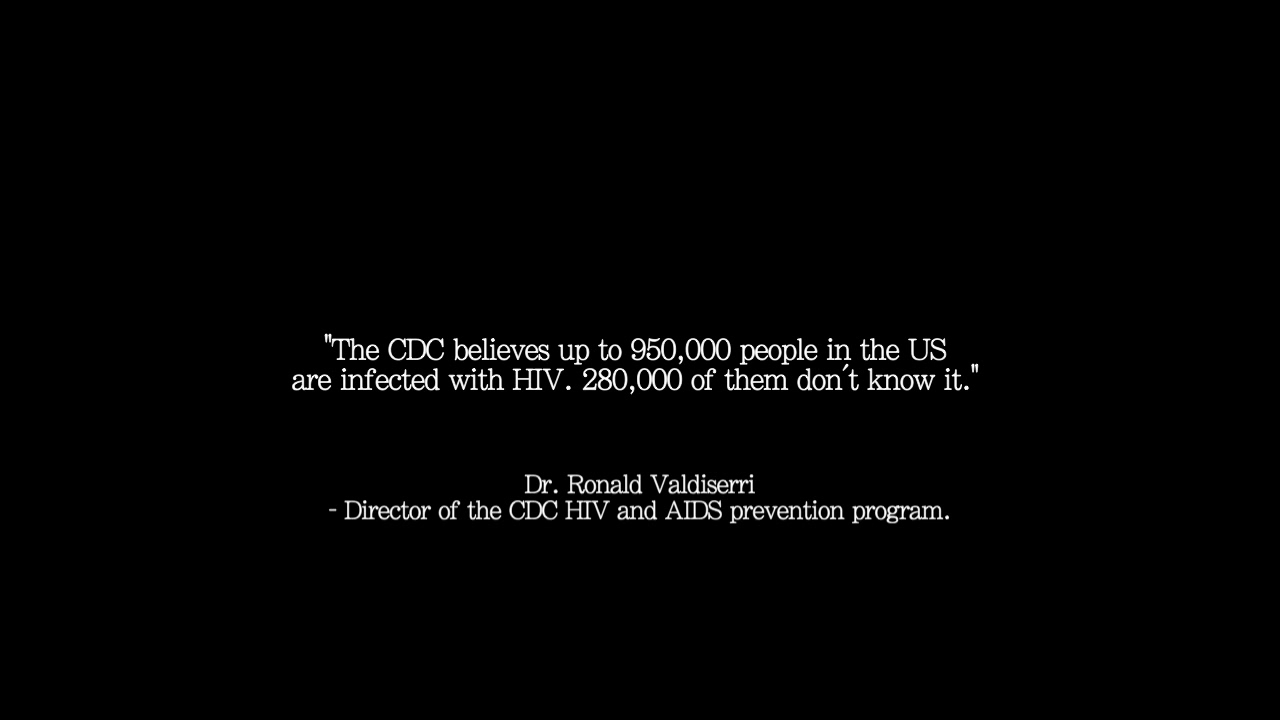 "The CDC believes up to 950,000 people in the US
are infected with HIV. 280,000 of them don´t know it."
Dr. Ronald Valdiserri
- Director of the CDC HIV and AIDS prevention program.